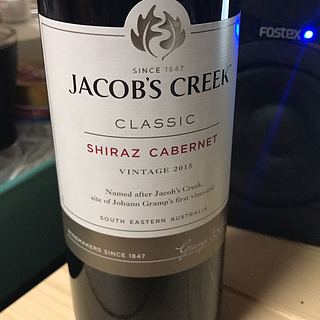 SINCE 1847
JACOB'S CREEK
CLASSIC
SHIRAZ CABERNET
VINTAGE 2015
Named after Jacob's Creek,
site of Johann Gramp's first vineyard
SOUTH EASTERN AUSTRALIA
WINEMAKERS SINCE 1847
Fostex